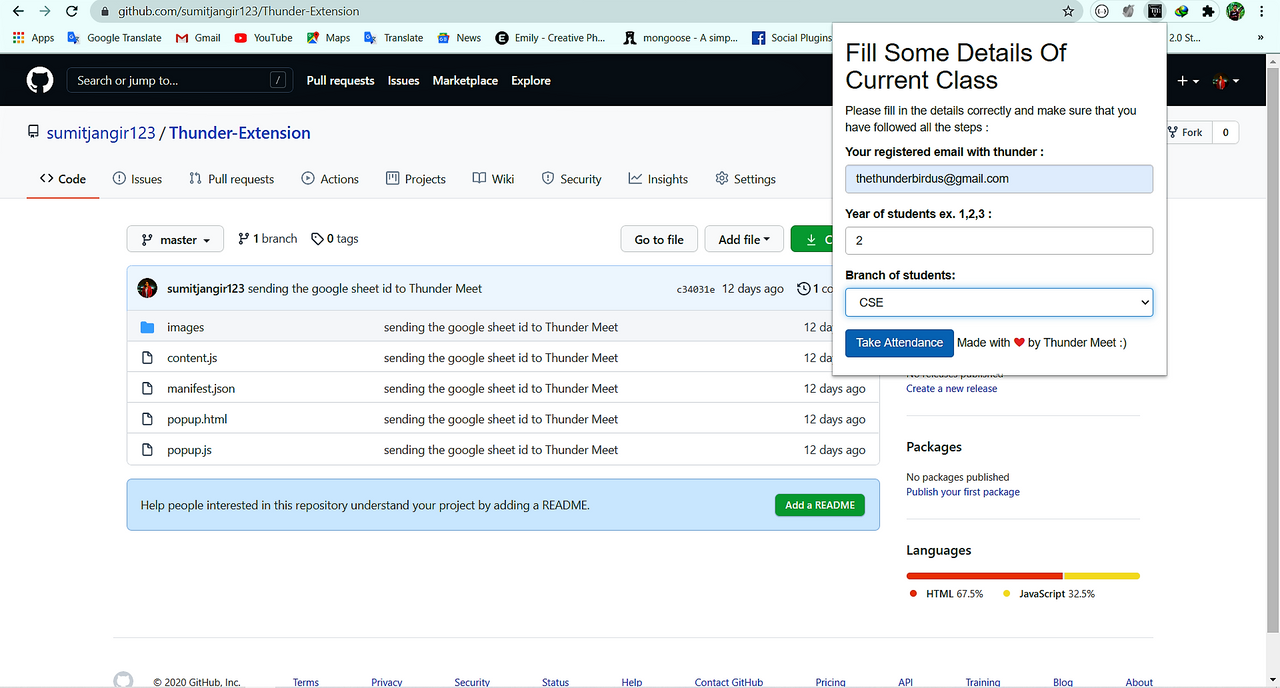 github.com/sumitjangir123/Thunder-Extension
Apps Google Translate Gmail YouTube Maps Translate News Emily - Creative Ph... mongoose - A simp... Social Plugins 2.0 St... »
Search or jump to... /
Pull requests Issues Marketplace Explore
sumitjangir123 / Thunder-Extension
Fork 0
Code Issues Pull requests Actions Projects Wiki Security Insights Settings
master 1 branch 0 tags Go to file Add file C
sumitjangir123 sending the google sheet id to Thunder Meet c34031e 12 days ago 1 co
images sending the google sheet id to Thunder Meet 12 da
content.js sending the google sheet id to Thunder Meet 12 da
manifest.json sending the google sheet id to Thunder Meet 12 days ago
popup.html sending the google sheet id to Thunder Meet 12 days ago
popup.js sending the google sheet id to Thunder Meet 12 days ago
Help people interested in this repository understand your project by adding a README. Add a README
Fill Some Details Of
Current Class
Please fill in the details correctly and make sure that you
have followed all the steps :
Your registered email with thunder :
thethunderbirdus@gmail.com
Year of students ex. 1,2,3 :
2
Branch of students:
CSE
Take Attendance Made with ❤ by Thunder Meet :)
No releases published
Create a new release
Packages
No packages published
Publish your first package
Languages
HTML 67.5% JavaScript 32.5%
© 2020 GitHub, Inc. Terms Privacy Security Status Help Contact GitHub Pricing API Training Blog About